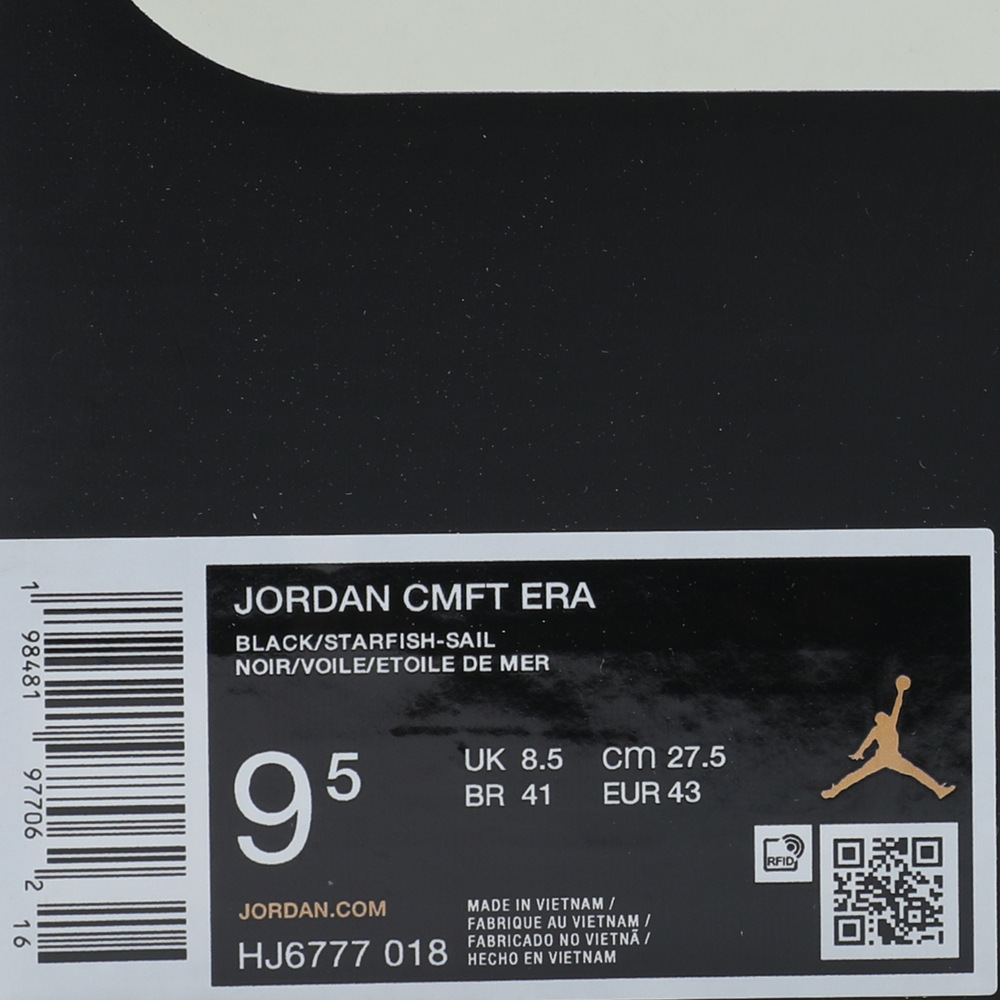 JORDAN CMFT ERA
BLACK/STARFISH-SAIL
NOIR/VOILE/ETOILE DE MER
9 5
UK 8.5 cm 27.5
BR 41 EUR 43
RFID
JORDAN.COM
HJ6777 018
MADE IN VIETNAM /
FABRIQUE AU VIETNAM /
FABRICADO NO VIETNÃ /
HECHO EN VIETNAM
1 98481 97706 2 16